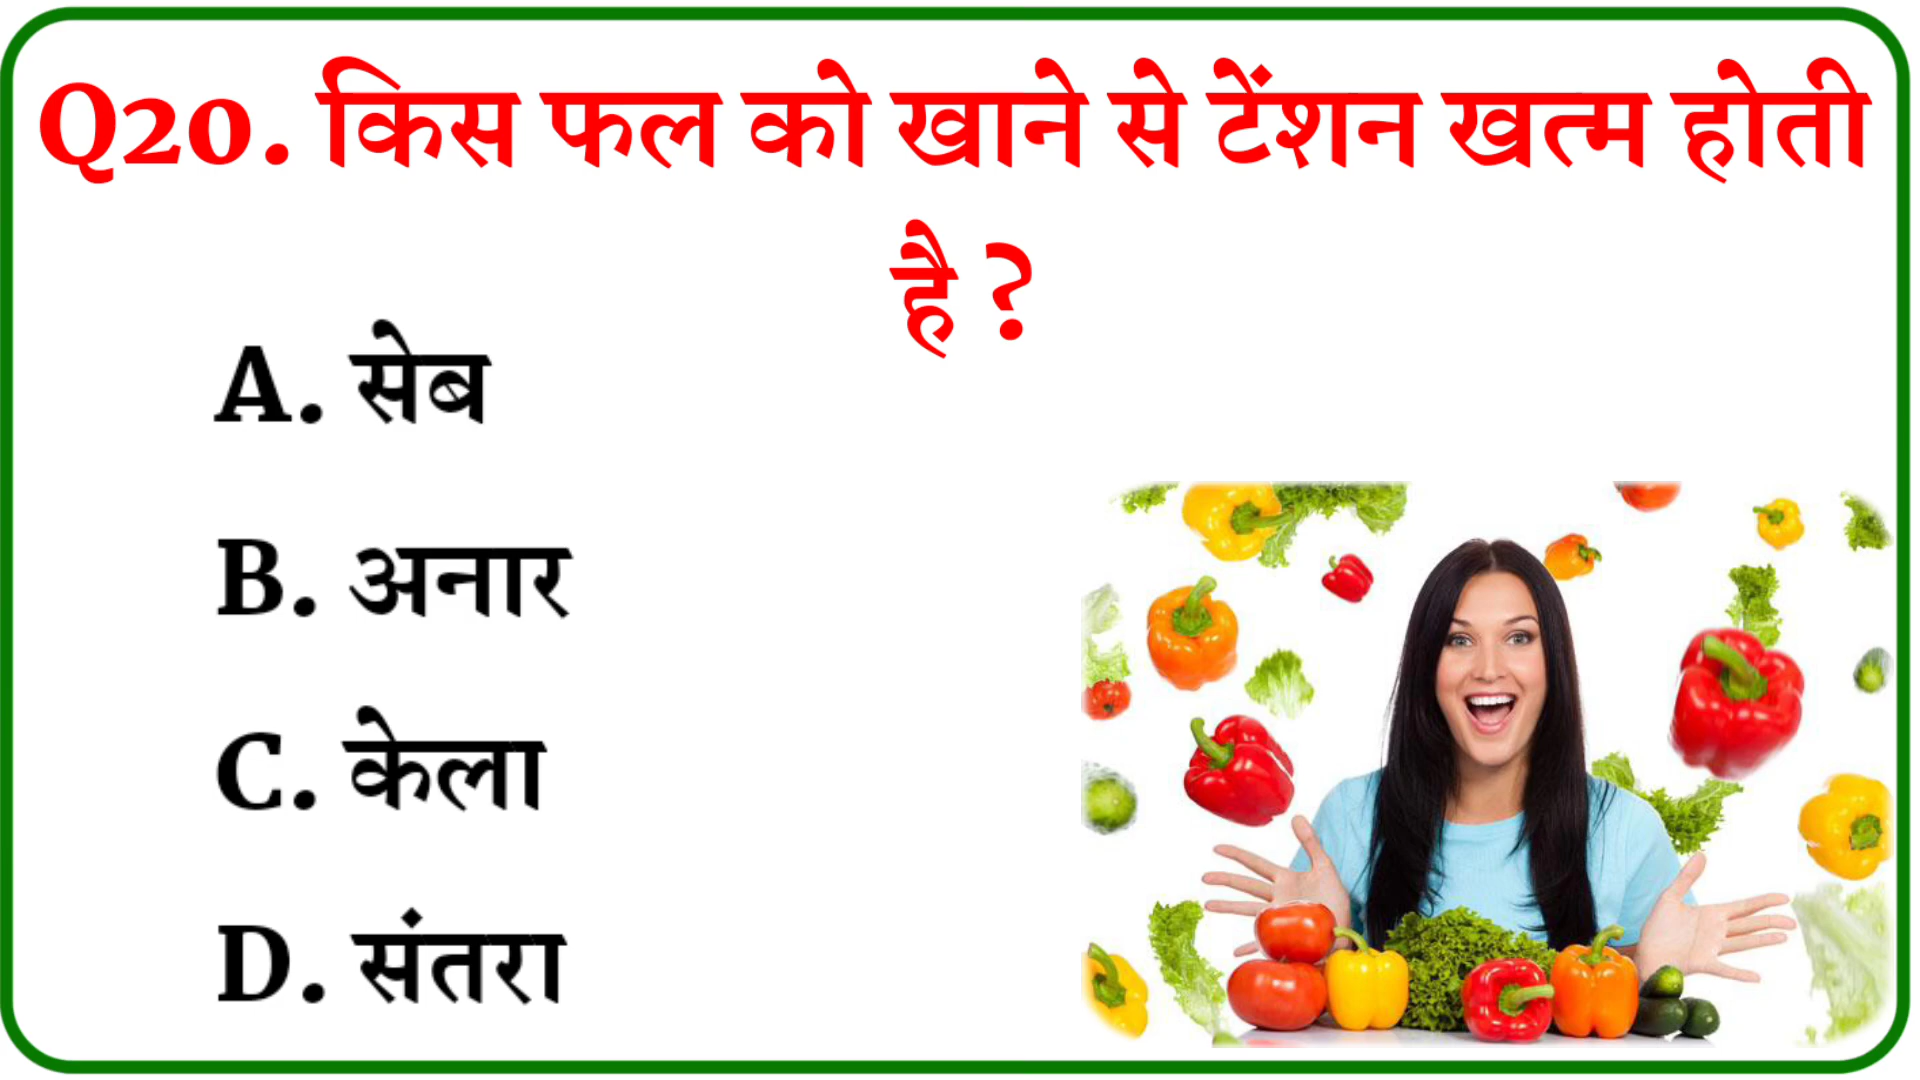 Q20. किस फल को खाने से टेंशन खत्म होती
है ?
A. सेब
B. अनार
C. केला
D. संतरा